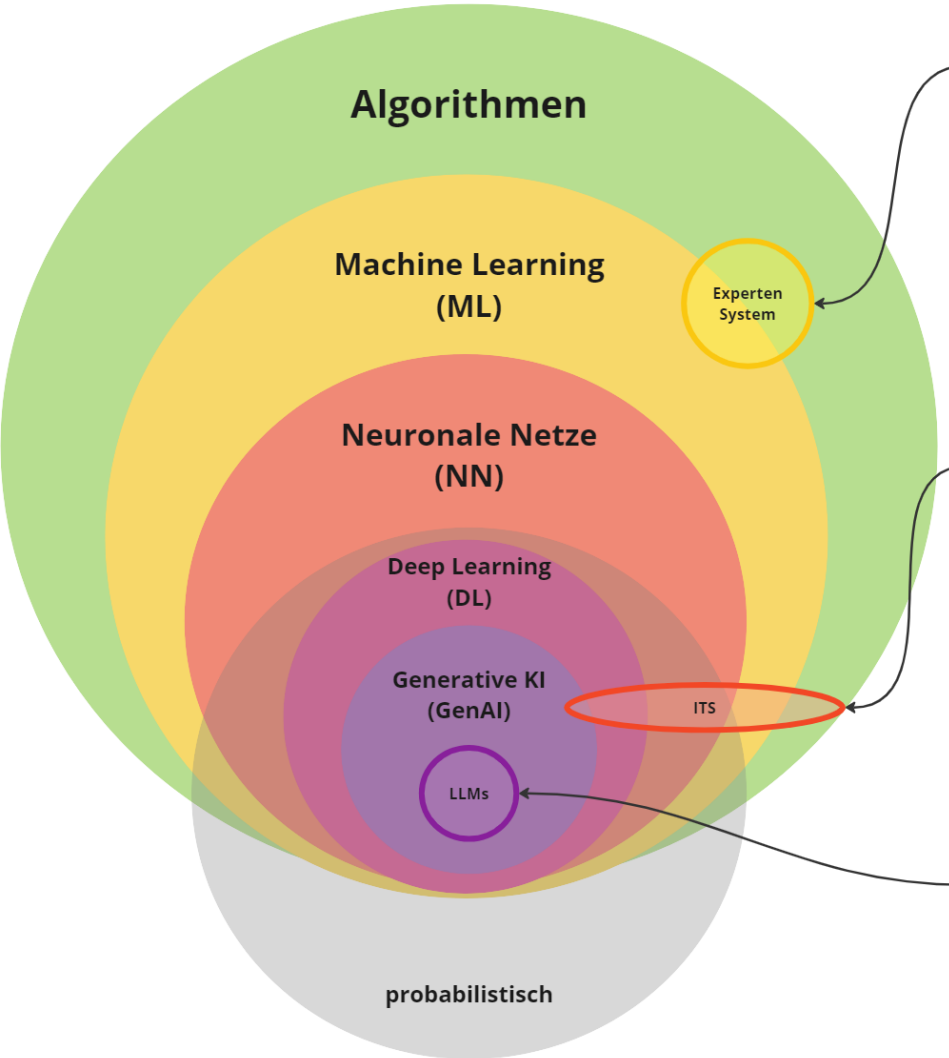 Algorithmen
Machine Learning
(ML)
Experten
System
Neuronale Netze
(NN)
Deep Learning
(DL)
Generative KI
(GenAI)
ITS
LLMs
probabilistisch